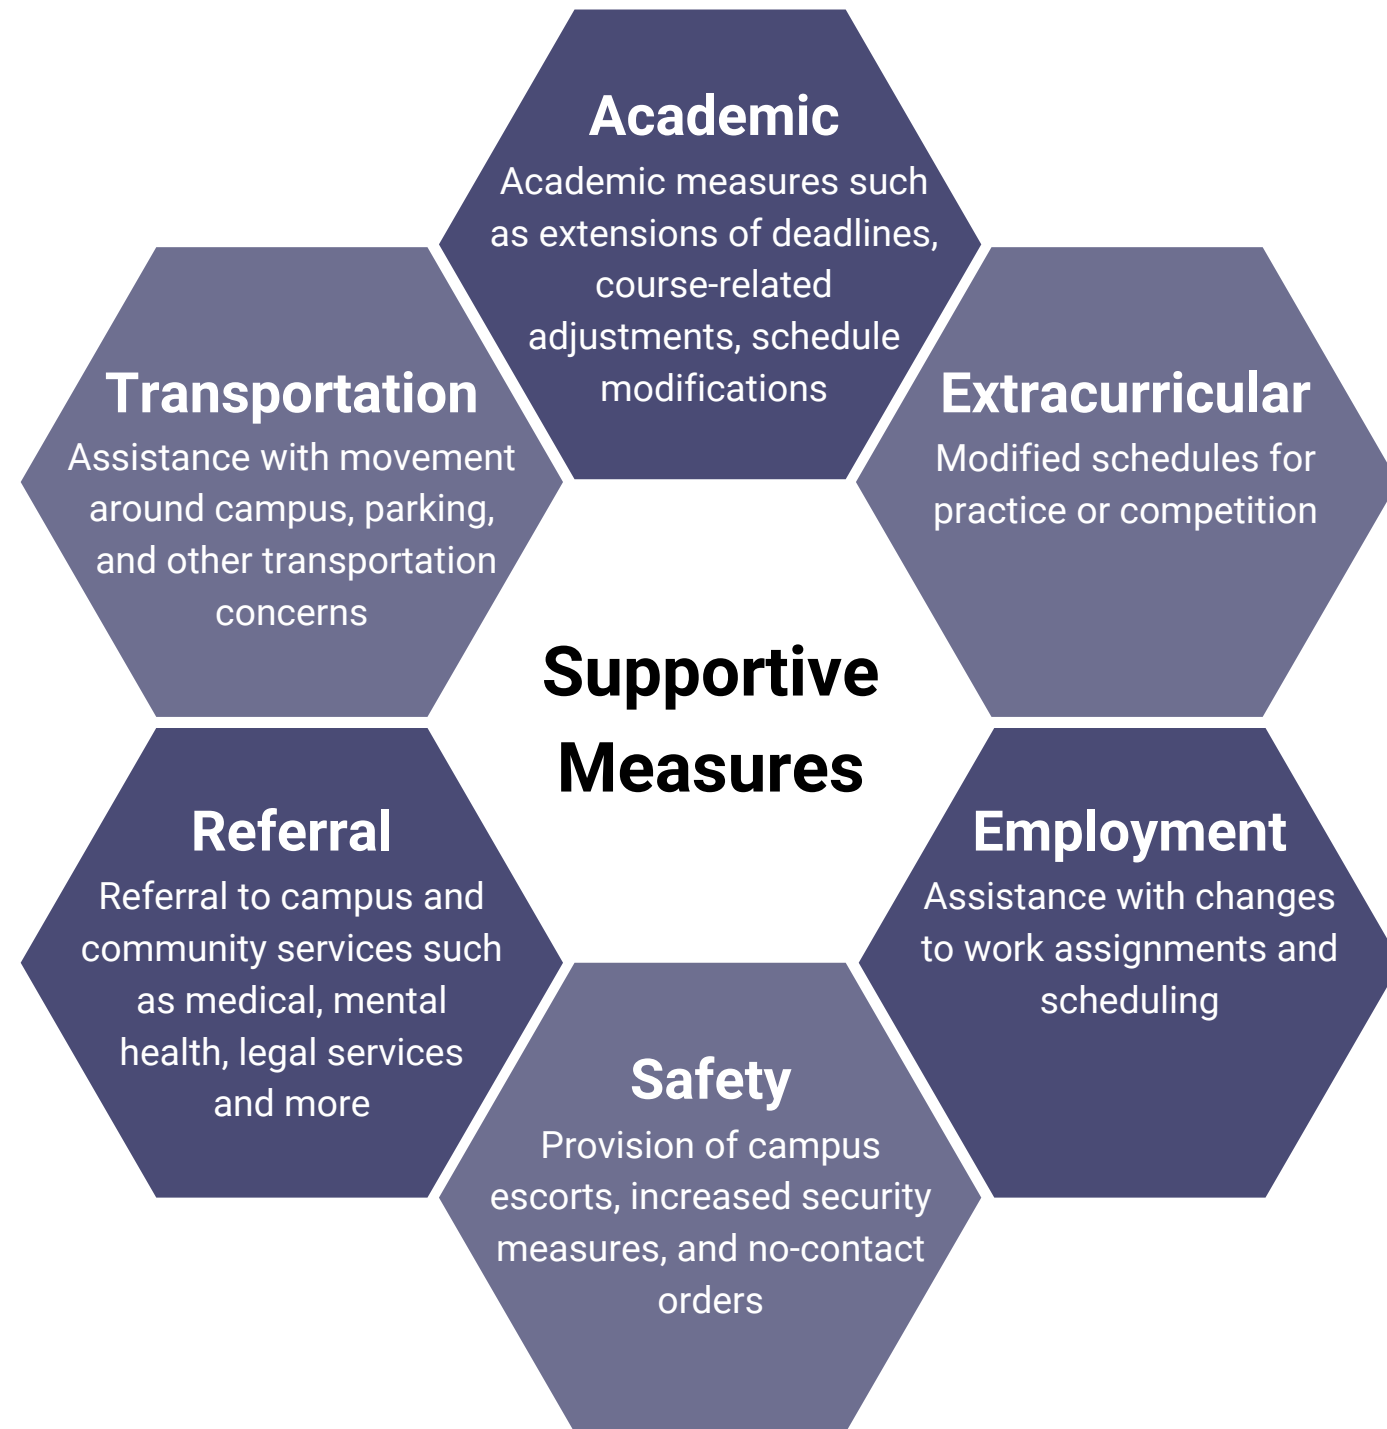 Academic
Academic measures such
as extensions of deadlines,
course-related
adjustments, schedule
modifications
Transportation
Assistance with movement
around campus, parking,
and other transportation
concerns
Extracurricular
Modified schedules for
practice or competition
Supportive
Measures
Referral
Referral to campus and
community services such
as medical, mental
health, legal services
and more
Employment
Assistance with changes
to work assignments and
scheduling
Safety
Provision of campus
escorts, increased security
measures, and no-contact
orders